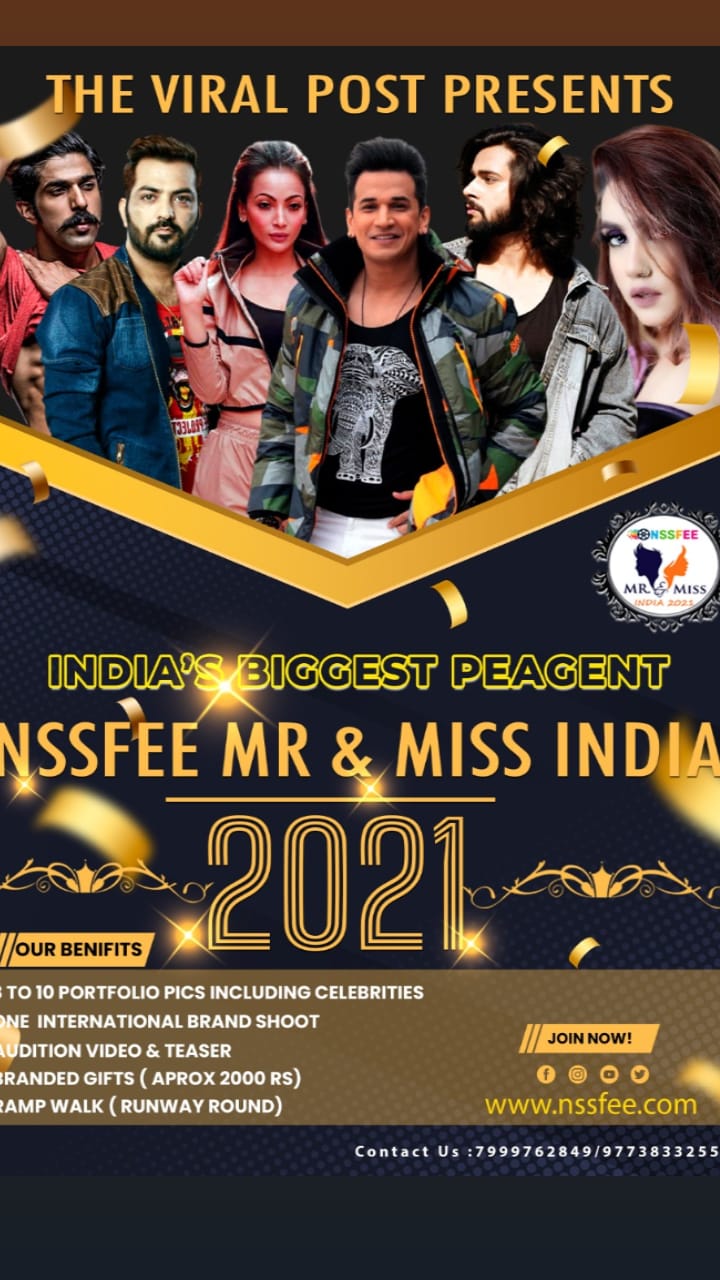 THE VIRAL POST PRESENTS
NSSFEE
MR & MISS
INDIA 2021
INDIA'S BIGGEST PEAGENT
NSSFEE MR & MISS INDIA
2021
OUR BENIFITS
TO 10 PORTFOLIO PICS INCLUDING CELEBRITIES
ONE INTERNATIONAL BRAND SHOOT
AUDITION VIDEO & TEASER
BRANDED GIFTS ( APROX 2000 RS)
RAMP WALK ( RUNWAY ROUND)
JOIN NOW!
www.nssfee.com
Contact Us :7999762849/9773833255